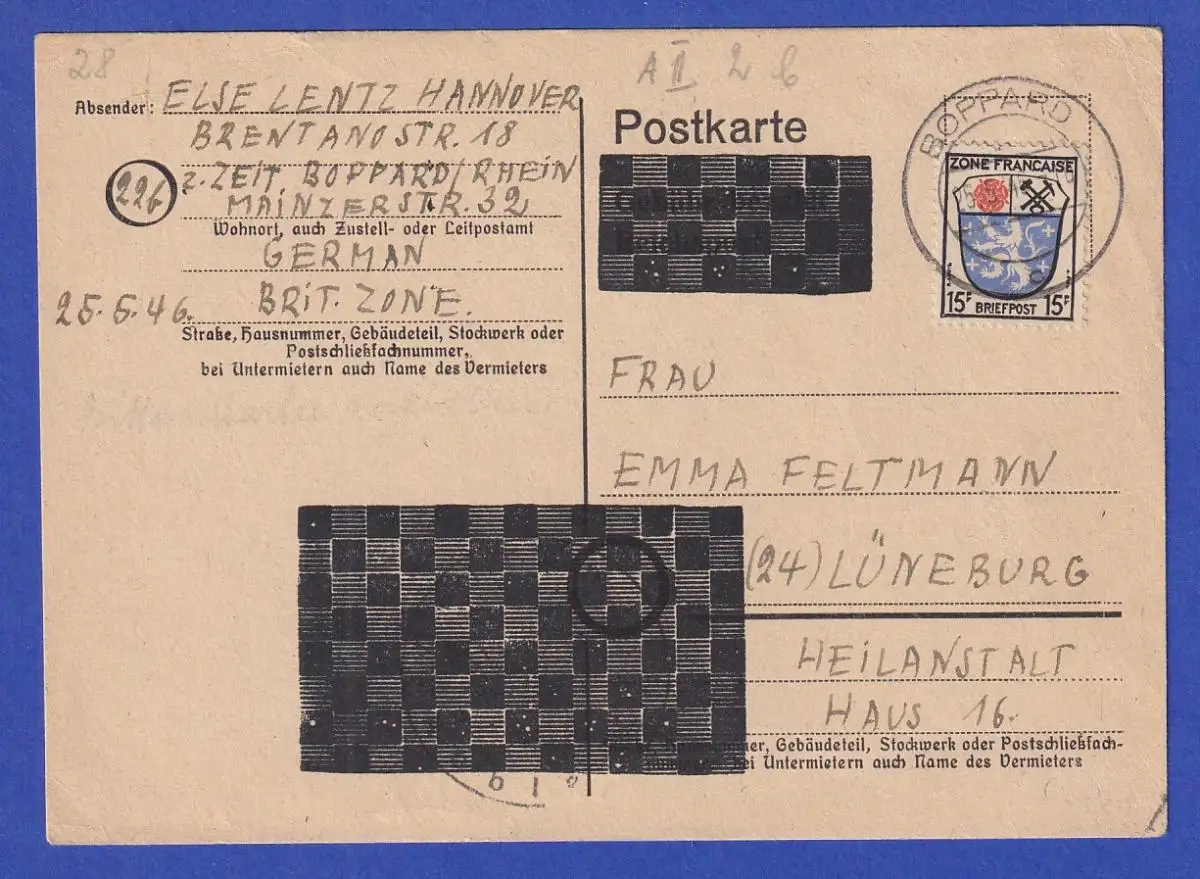 28
A II 2 b
Absender: ELSE LENTZ HANNOVER
BRENTANOSTR. 18
22b
z. ZEIT BOPPARD/RHEIN
MAINZERSTR. 32
Wohnort, auch Zustell- oder Leitpostamt
GERMAN
25.5.46. BRIT. ZONE.
Straße, Hausnummer, Gebäudeteil, Stockwerk oder
Postschließfachnummer,
bei Untermietern auch Name des Vermieters
Postkarte
BOPPARD
ZONE FRANCAISE
15F BRIEFPOST 15F
FRAU
EMMA FELTMANN
(24) LÜNEBURG
HEILANSTALT
HAUS 16.
Gebäudeteil, Stockwerk oder Postschließfach-
bei Untermietern auch Name des Vermieters